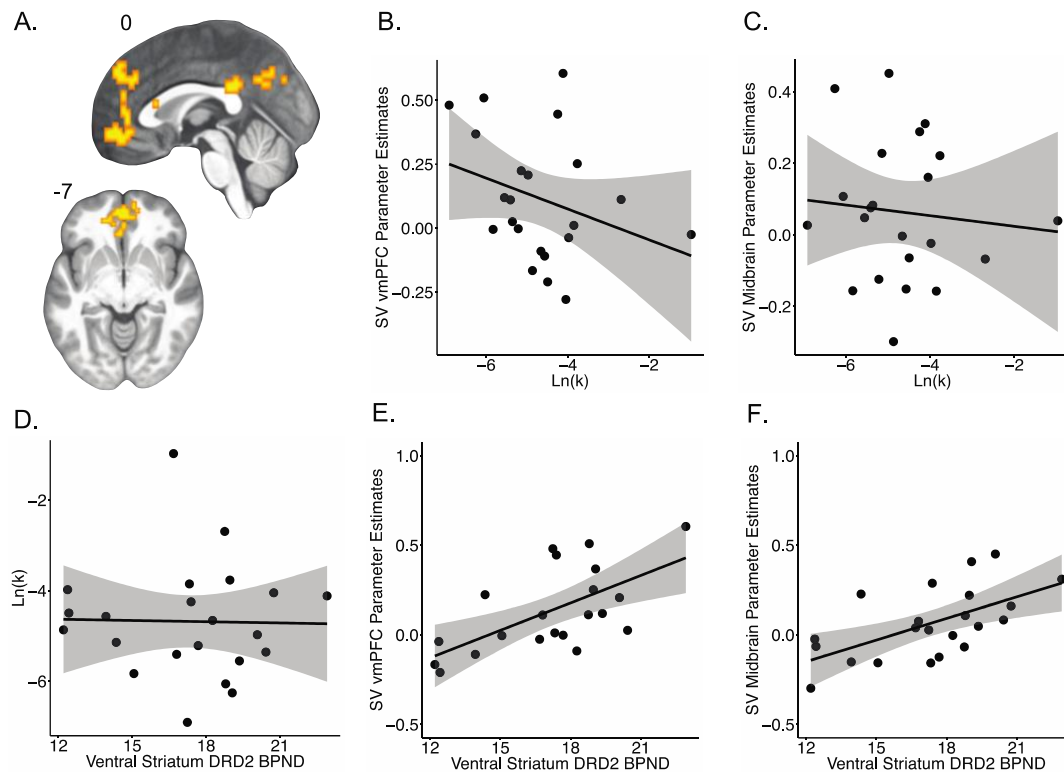 A.
0
-7
B.
SV vmPFC Parameter Estimates
0.50
0.25
0.00
−0.25
−6
−4
−2
Ln(k)
C.
SV Midbrain Parameter Estimates
0.4
0.2
0.0
−0.2
−6
−4
−2
Ln(k)
D.
Ln(k)
−2
−4
−6
12
15
18
21
Ventral Striatum DRD2 BPND
E.
SV vmPFC Parameter Estimates
1.0
0.5
0.0
−0.5
12
15
18
21
Ventral Striatum DRD2 BPND
F.
SV Midbrain Parameter Estimates
1.0
0.5
0.0
−0.5
12
15
18
21
Ventral Striatum DRD2 BPND